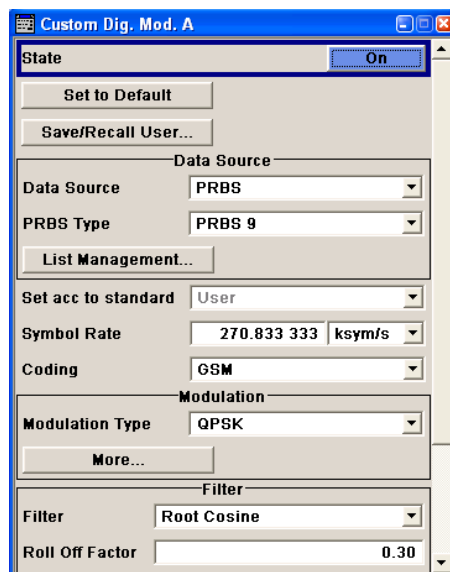 Custom Dig. Mod. A
State On
Set to Default
Save/Recall User...
Data Source
Data Source PRBS
PRBS Type PRBS 9
List Management...
Set acc to standard User
Symbol Rate 270.833 333 ksym/s
Coding GSM
Modulation
Modulation Type QPSK
More...
Filter
Filter Root Cosine
Roll Off Factor 0.30